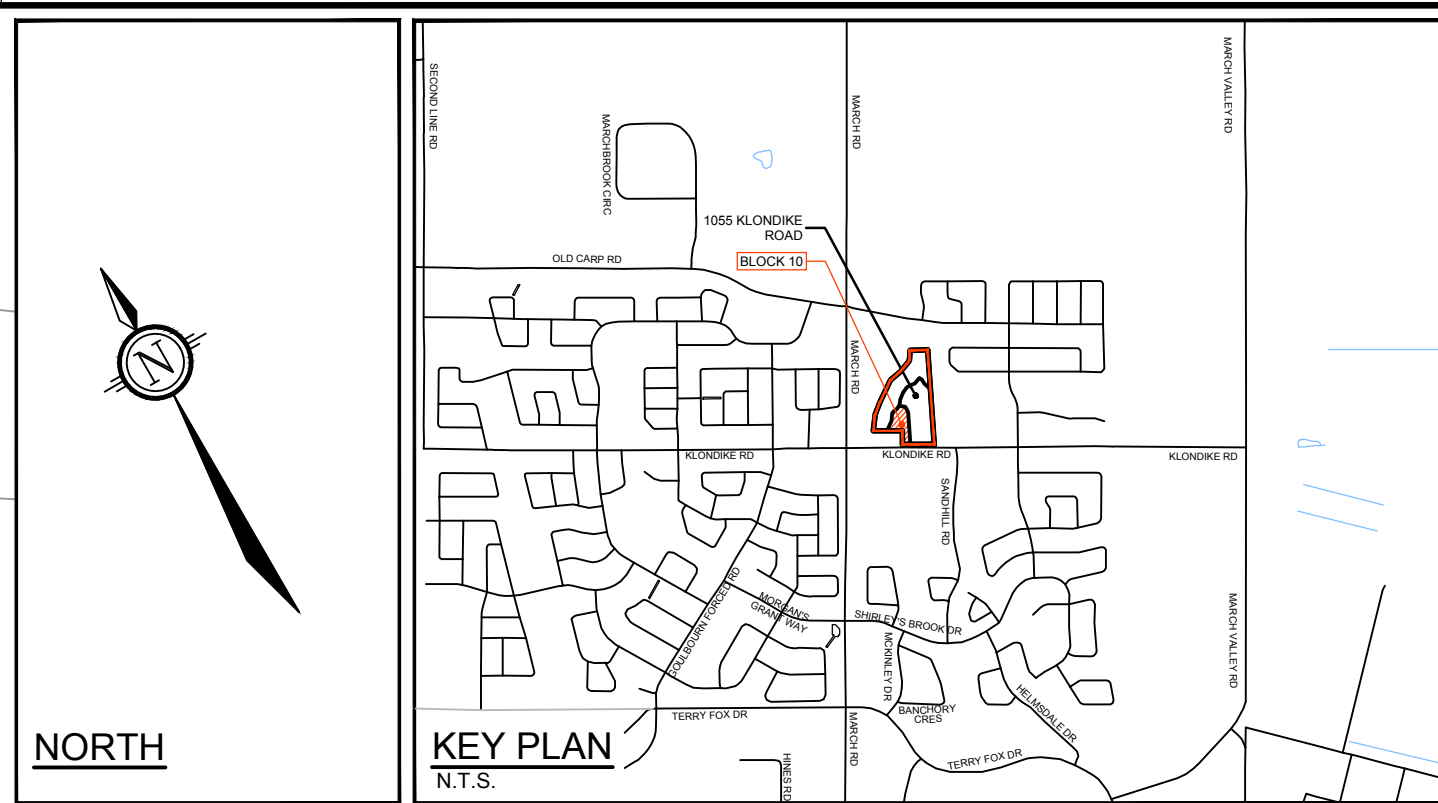 N
NORTH
SECOND LINE RD
MARCHBROOK CIRC
MARCH RD
MARCH VALLEY RD
1055 KLONDIKE
ROAD
BLOCK 10
OLD CARP RD
MARCH RD
KLONDIKE RD
KLONDIKE RD
KLONDIKE RD
SANDHILL RD
GOULBOURN FORCED RD
MORGAN'S
GRANT WAY
SHIRLEY'S BROOK DR
MCKINLEY DR
BANCHORY
CRES
HELMSDALE DR
MARCH VALLEY RD
TERRY FOX DR
MARCH RD
TERRY FOX DR
HINES RD
KEY PLAN
N.T.S.